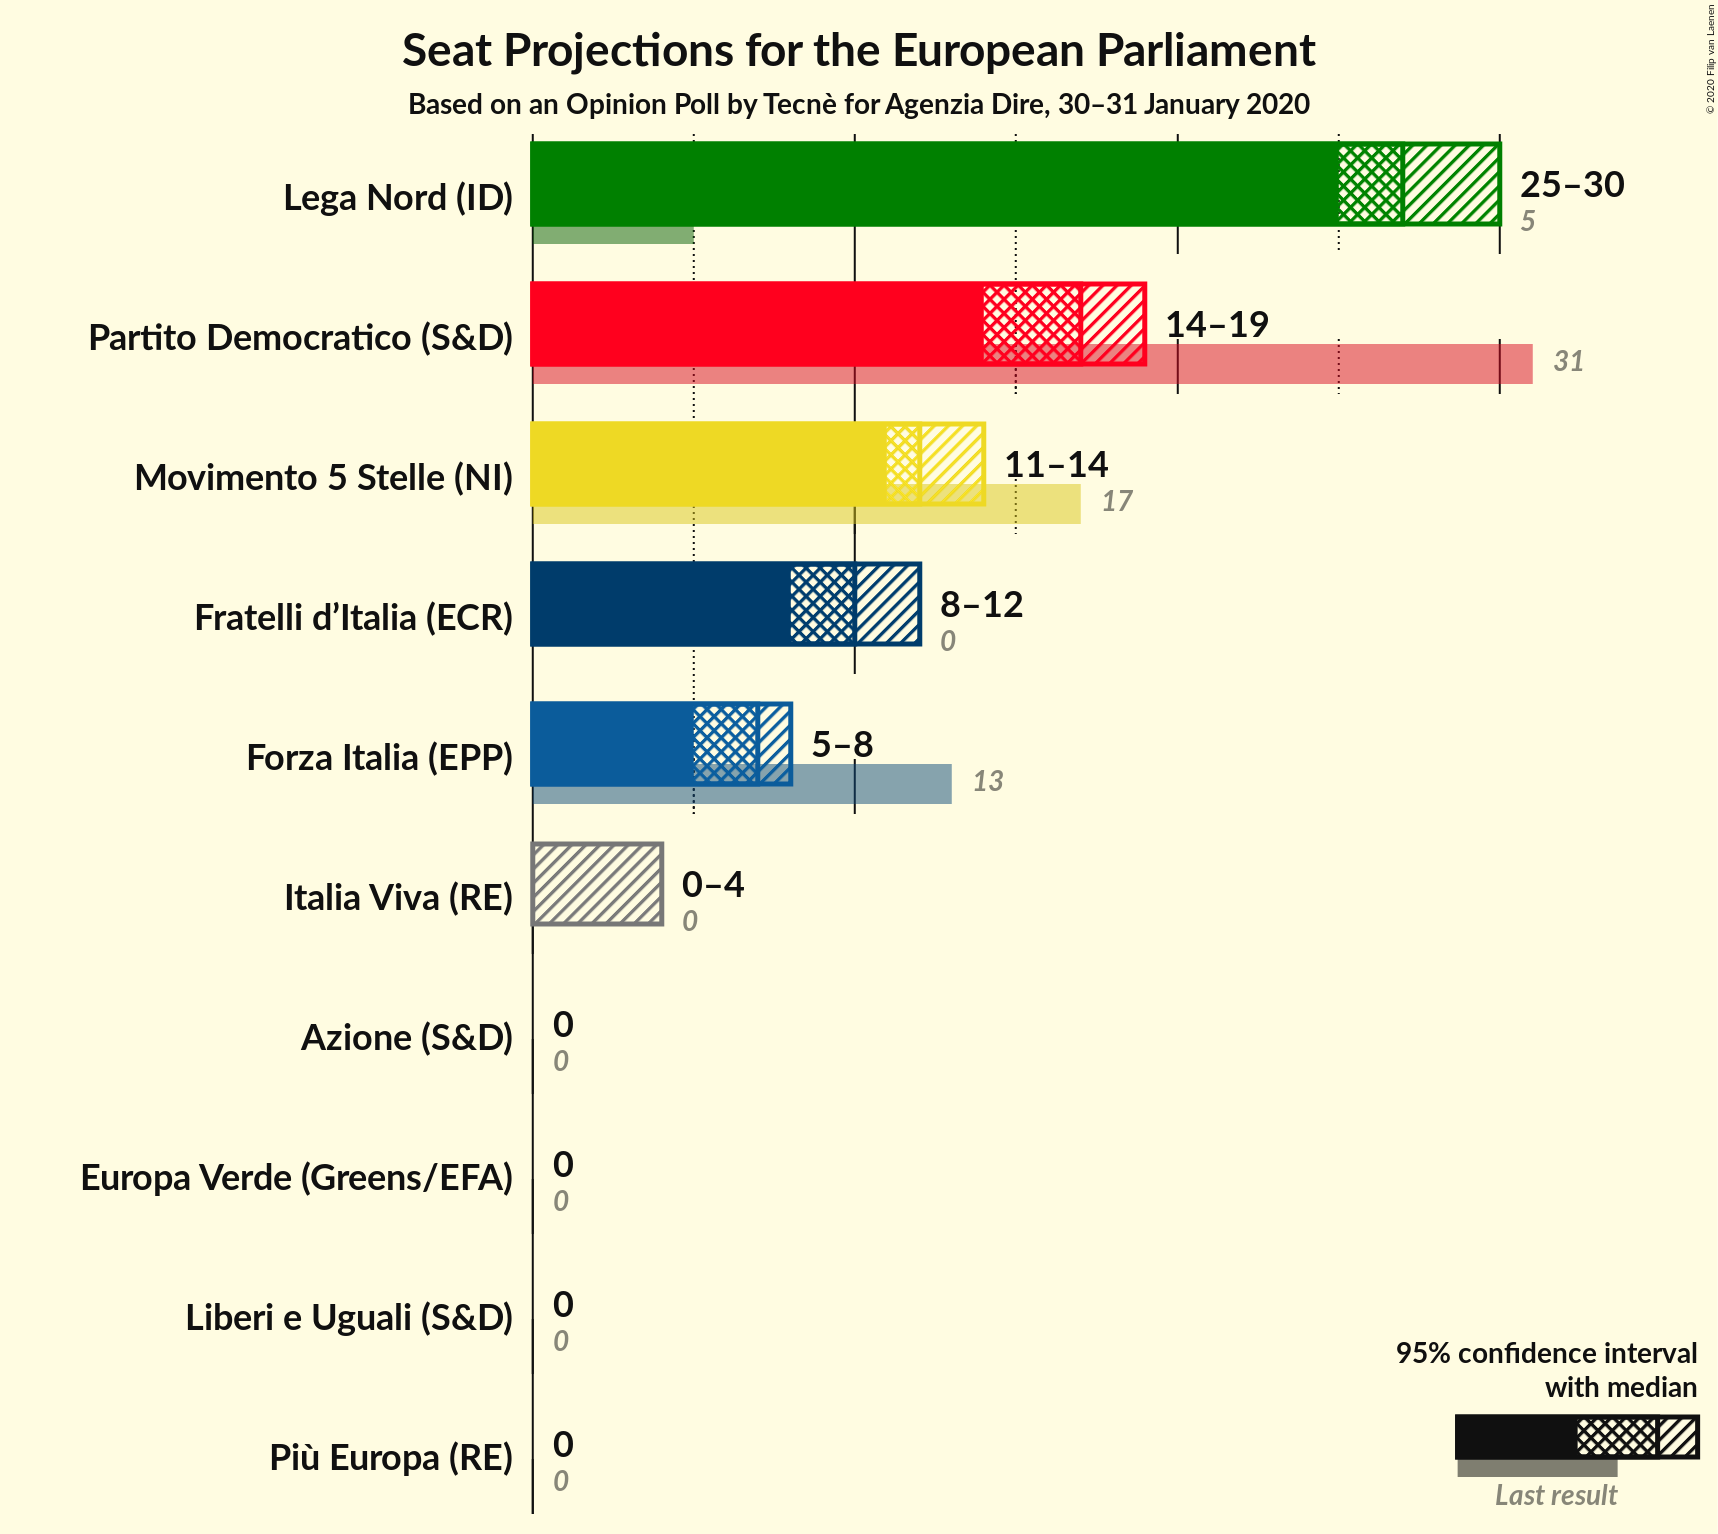 Seat Projections for the European Parliament
Based on an Opinion Poll by Tecnè for Agenzia Dire, 30–31 January 2020
© 2020 Filip van Laenen
Lega Nord (ID)
25–30
5
Partito Democratico (S&D)
14–19
31
Movimento 5 Stelle (NI)
11–14
17
Fratelli d’Italia (ECR)
8–12
0
Forza Italia (EPP)
5–8
13
Italia Viva (RE)
0–4
0
Azione (S&D)
0
0
Europa Verde (Greens/EFA)
0
0
Liberi e Uguali (S&D)
0
0
Più Europa (RE)
0
0
95% confidence interval
with median
Last result